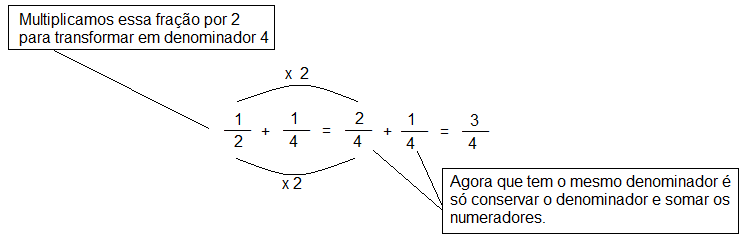 Multiplicamos essa fração por 2
para transformar em denominador 4
x 2
1/2 + 1/4 = 2/4 + 1/4 = 3/4
x 2
Agora que tem o mesmo denominador é
só conservar o denominador e somar os
numeradores.